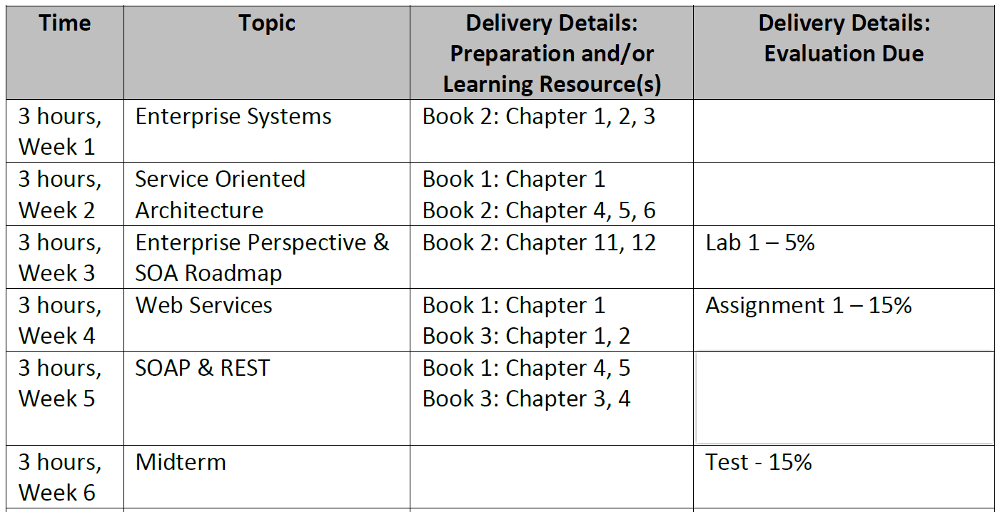 Time
Topic
Delivery Details:
Preparation and/or
Learning Resource(s)
Delivery Details:
Evaluation Due
3 hours,
Week 1
Enterprise Systems
Book 2: Chapter 1, 2, 3
3 hours,
Week 2
Service Oriented
Architecture
Book 1: Chapter 1
Book 2: Chapter 4, 5, 6
3 hours,
Week 3
Enterprise Perspective &
SOA Roadmap
Book 2: Chapter 11, 12
Lab 1 – 5%
3 hours,
Week 4
Web Services
Book 1: Chapter 1
Book 3: Chapter 1, 2
Assignment 1 – 15%
3 hours,
Week 5
SOAP & REST
Book 1: Chapter 4, 5
Book 3: Chapter 3, 4
3 hours,
Week 6
Midterm
Test - 15%